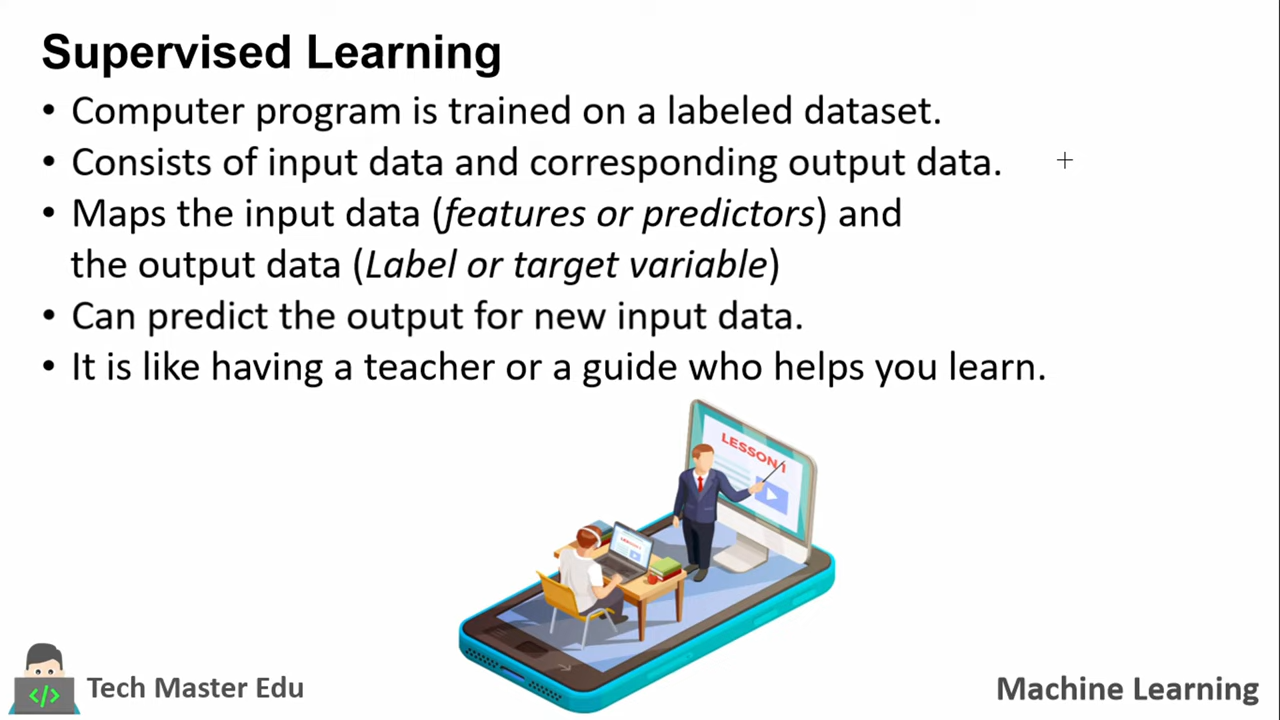 Supervised Learning
• Computer program is trained on a labeled dataset.
• Consists of input data and corresponding output data.
• Maps the input data (features or predictors) and
the output data (Label or target variable)
• Can predict the output for new input data.
• It is like having a teacher or a guide who helps you learn.
LESSON 1
</>
Tech Master Edu
Machine Learning